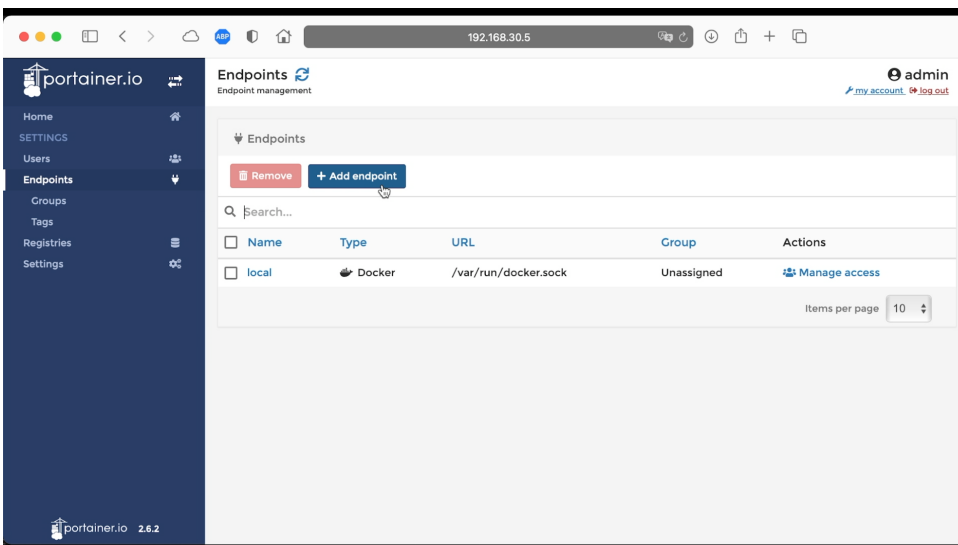 ABP
192.168.30.5
portainer.io
Home
SETTINGS
Users
Endpoints
Groups
Tags
Registries
Settings
portainer.io 2.6.2
Endpoints
Endpoint management
admin
my account log out
Endpoints
Remove + Add endpoint
Search...
Name Type URL Group Actions
local Docker /var/run/docker.sock Unassigned Manage access
Items per page 10